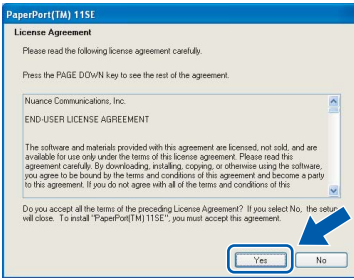 PaperPort(TM) 11SE
License Agreement
Please read the following license agreement carefully.
Press the PAGE DOWN key to see the rest of the agreement.
Nuance Communications, Inc.
END-USER LICENSE AGREEMENT
The software and materials provided with this agreement are licensed, not sold, and are
available for use only under the terms of this license agreement. Please read this
agreement carefully. By downloading, installing, copying, or otherwise using the software,
you agree to be bound by the terms and conditions of this agreement and become a party
to this agreement. If you do not agree with all of the terms and conditions of this
Do you accept all the terms of the preceding License Agreement? If you select No, the setup
will close. To install "PaperPort(TM) 11SE", you must accept this agreement.
Yes
No